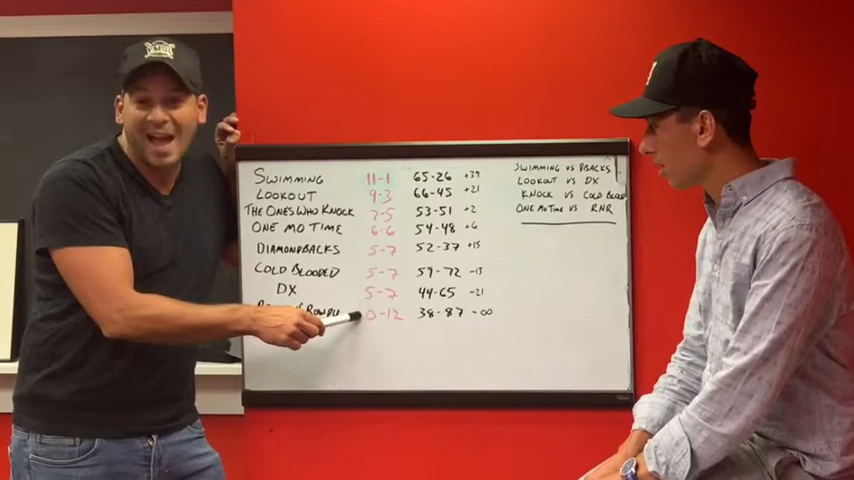 SWIMMING 11-1 65-26 +39
LOOKOUT 9-3 66-45 +21
THE ONES WHO KNOCK 7-5 53-51 +2
ONE MO TIME 6-6 54-48 +6
DIAMONDBACKS 5-7 52-37 +15
COLD BLOODED 5-7 59-72 -13
DX 5-7 44-65 -21
ROWDY 0-12 38-87 -∞
SWIMMING VS DBACKS
LOOKOUT VS DX
KNOCK VS COLD BLOOD
ONE MOTIME VS RNR